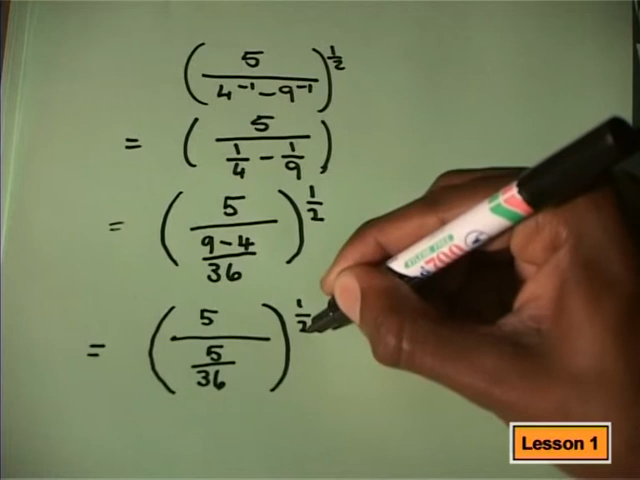 (5/(4⁻¹ - 9⁻¹))^(1/2)
= (5/(1/4 - 1/9))
= (5/((9 - 4)/36))^(1/2)
= (5/(5/36))^(1/2)
700
Lesson 1